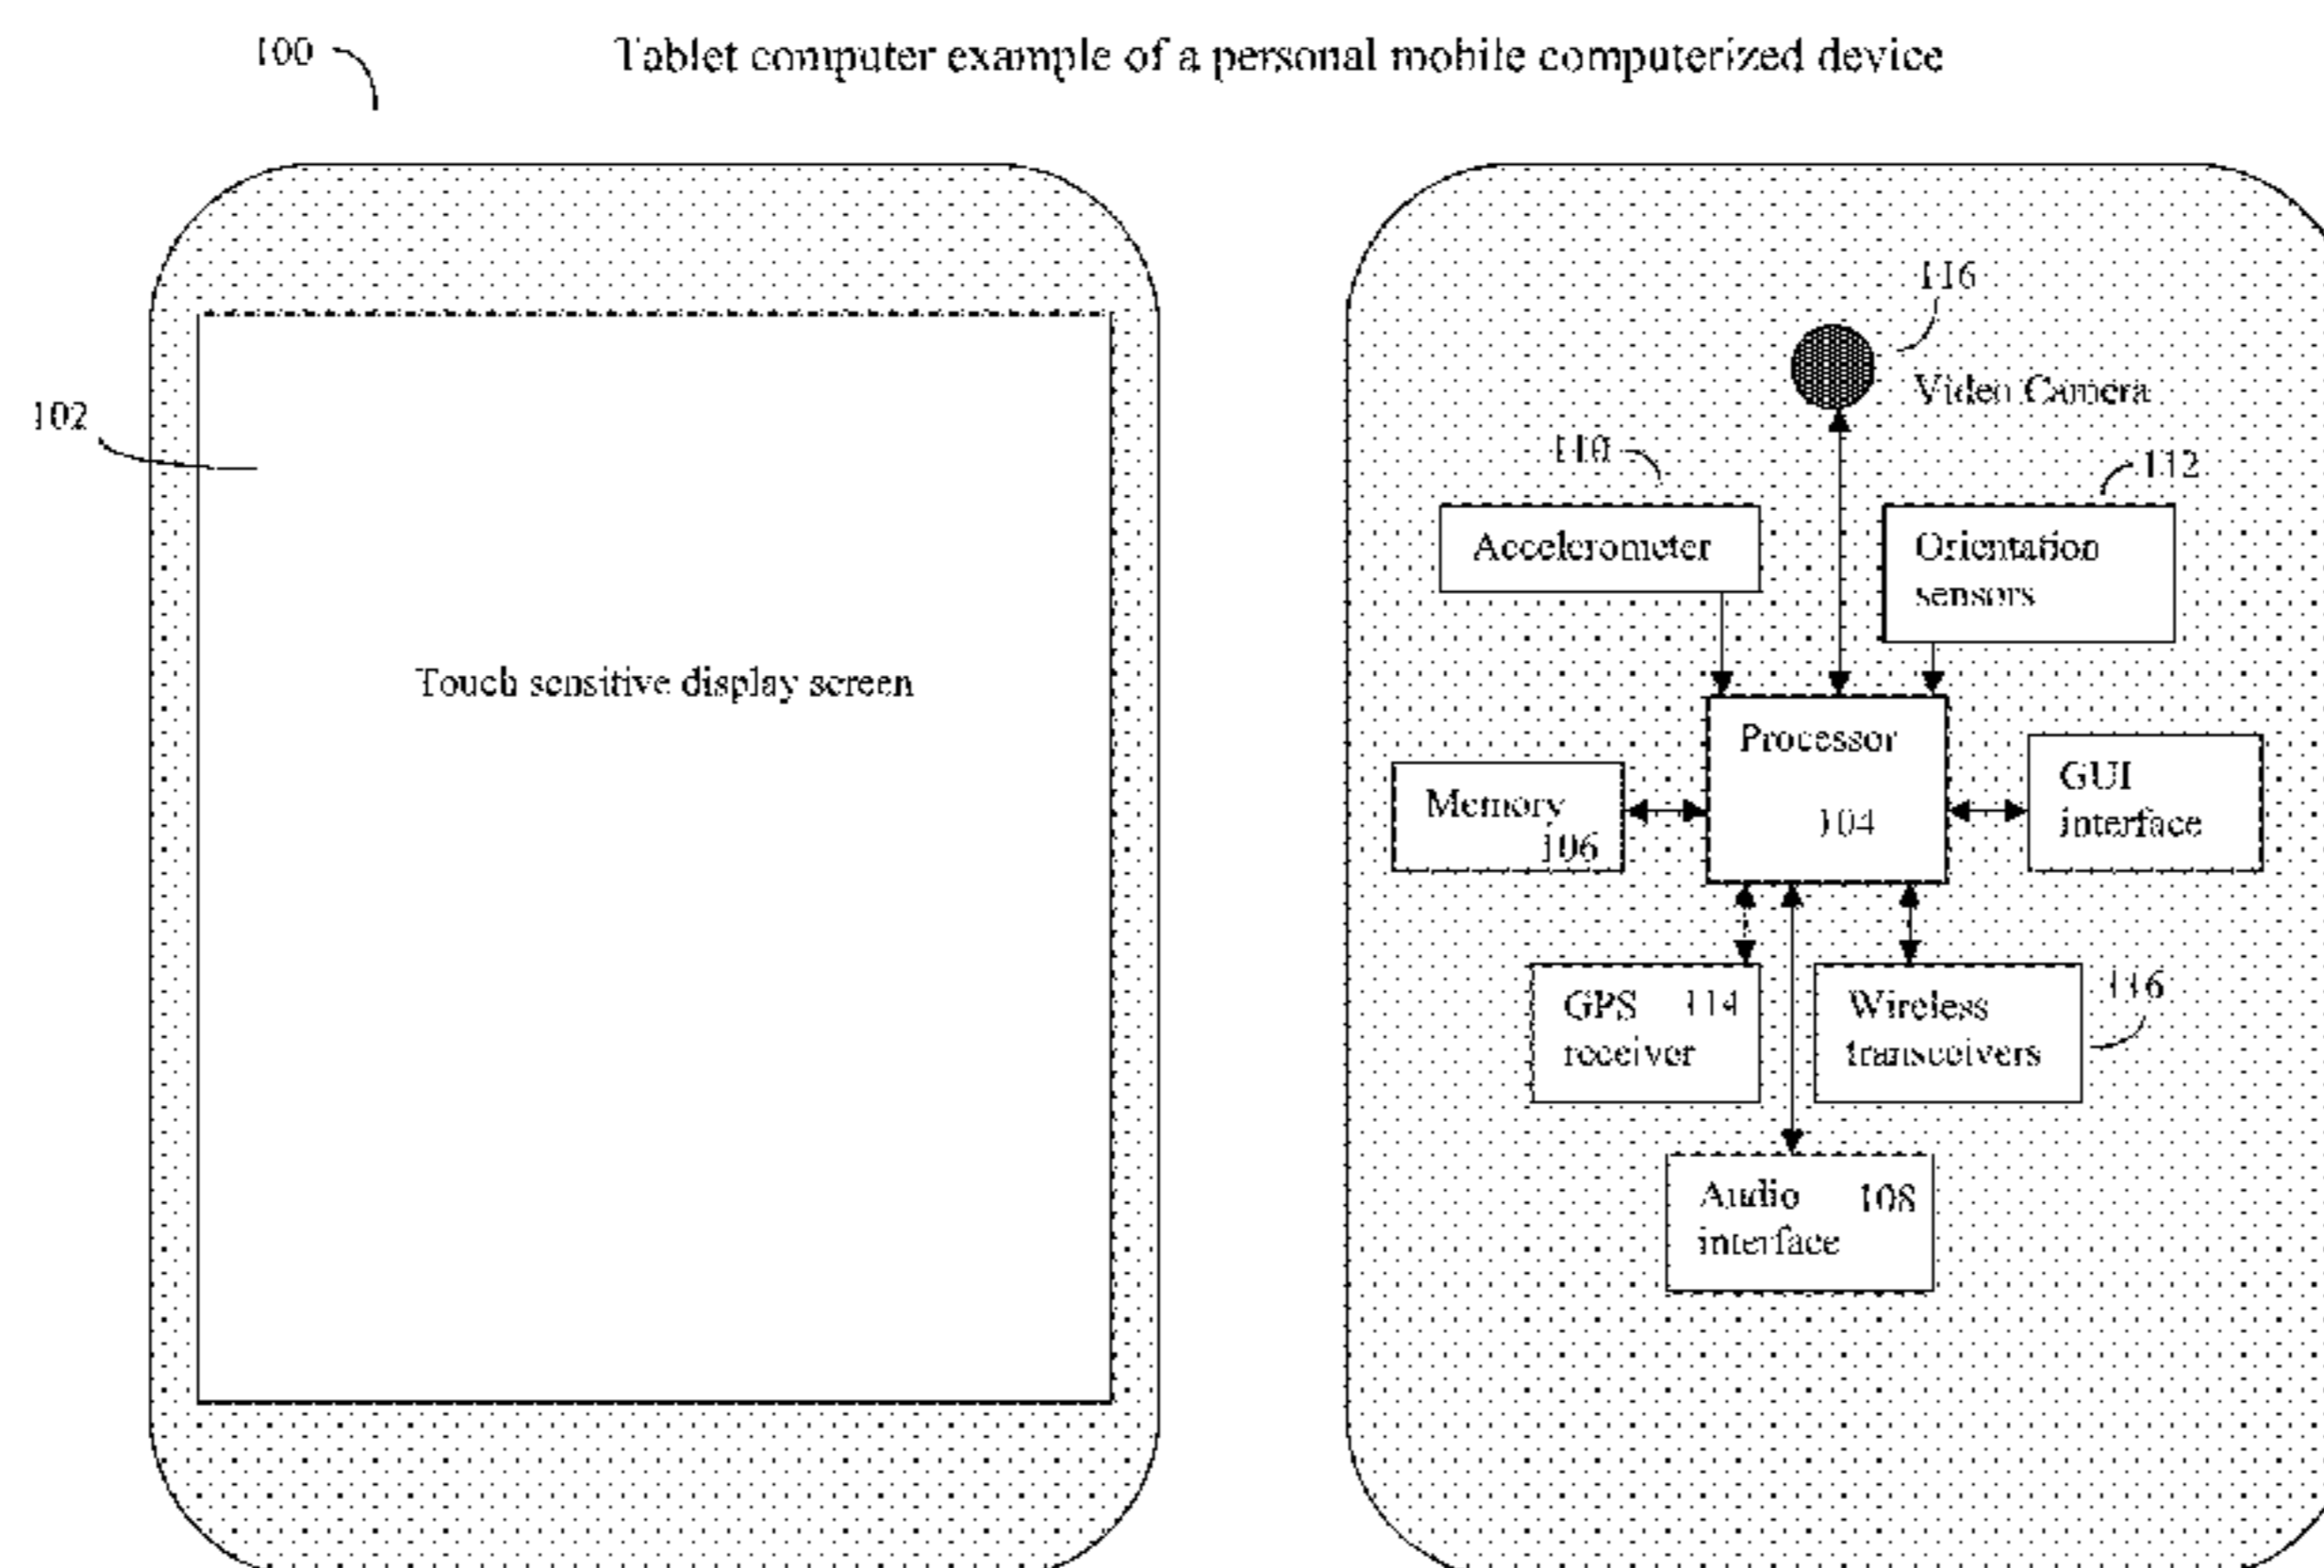 100
Tablet computer example of a personal mobile computerized device
102
Touch sensitive display screen
116
Video Camera
110
112
Accelerometer
Orientation
sensors
Processor
104
Memory
106
GUI
interface
GPS 114
receiver
Wireless
transceivers
116
Audio 108
interface